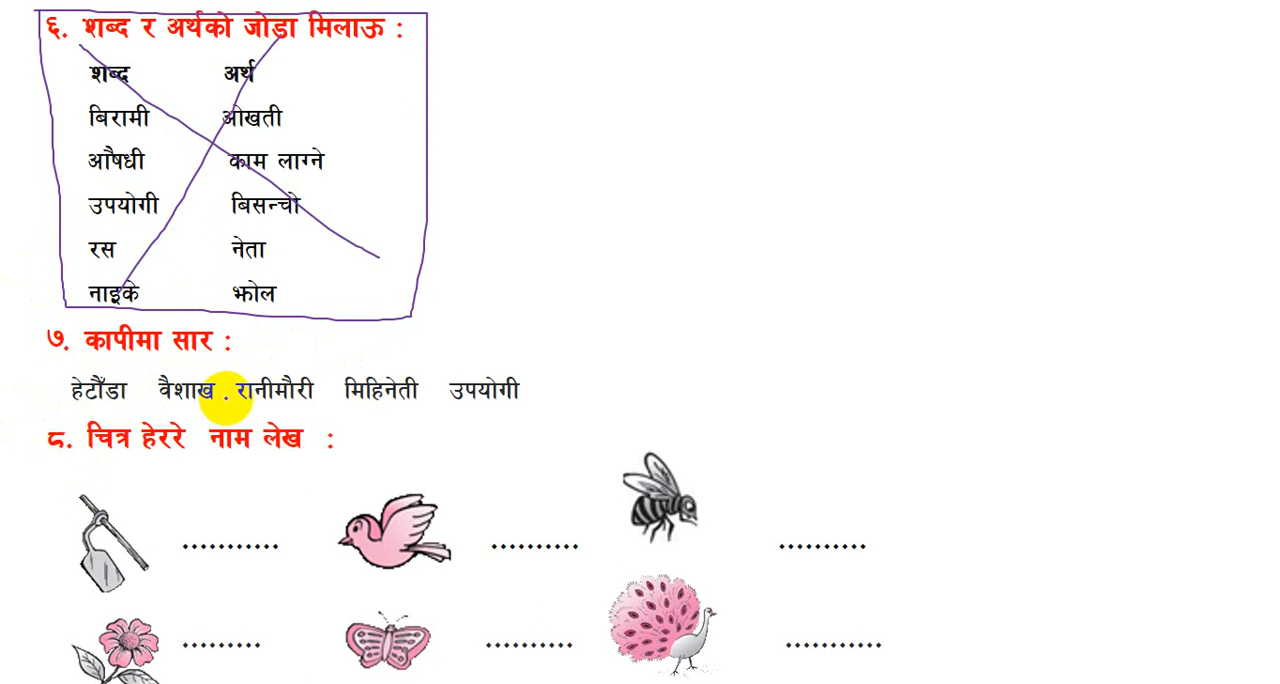 ६. शब्द र अर्थको जोडा मिलाऊ :
शब्द अर्थ
बिरामी ओखती
औषधी काम लाग्ने
उपयोगी बिसन्चो
रस नेता
नाइके झोल
७. कापीमा सार :
हेटौँडा वैशाख . रानीमौरी मिहिनेती उपयोगी
८. चित्र हेररे नाम लेख :
........... .......... ..........
......... .......... ...........